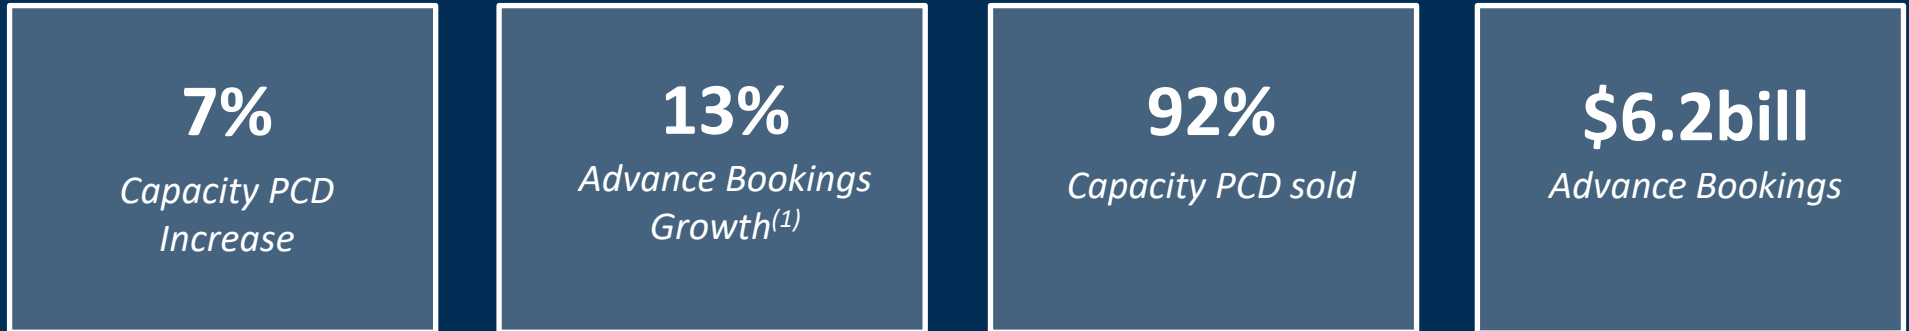 7%
Capacity PCD
Increase
13%
Advance Bookings
Growth(1)
92%
Capacity PCD sold
$6.2bill
Advance Bookings